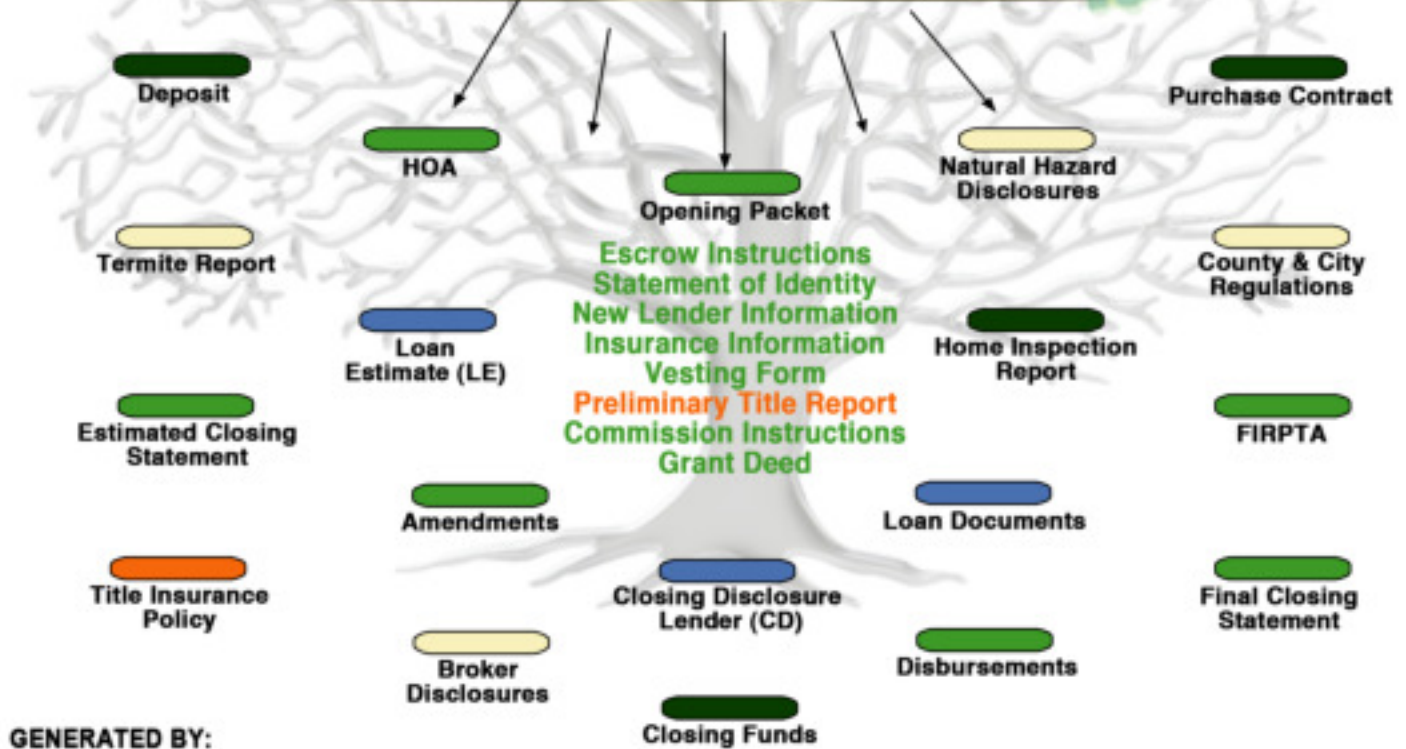 Deposit
Purchase Contract
HOA
Natural Hazard
Disclosures
Opening Packet
Termite Report
County & City
Regulations
Escrow Instructions
Statement of Identity
New Lender Information
Insurance Information
Vesting Form
Preliminary Title Report
Commission Instructions
Grant Deed
Loan
Estimate (LE)
Home Inspection
Report
Estimated Closing
Statement
FIRPTA
Amendments
Loan Documents
Title Insurance
Policy
Closing Disclosure
Lender (CD)
Final Closing
Statement
Broker
Disclosures
Disbursements
Closing Funds
GENERATED BY: